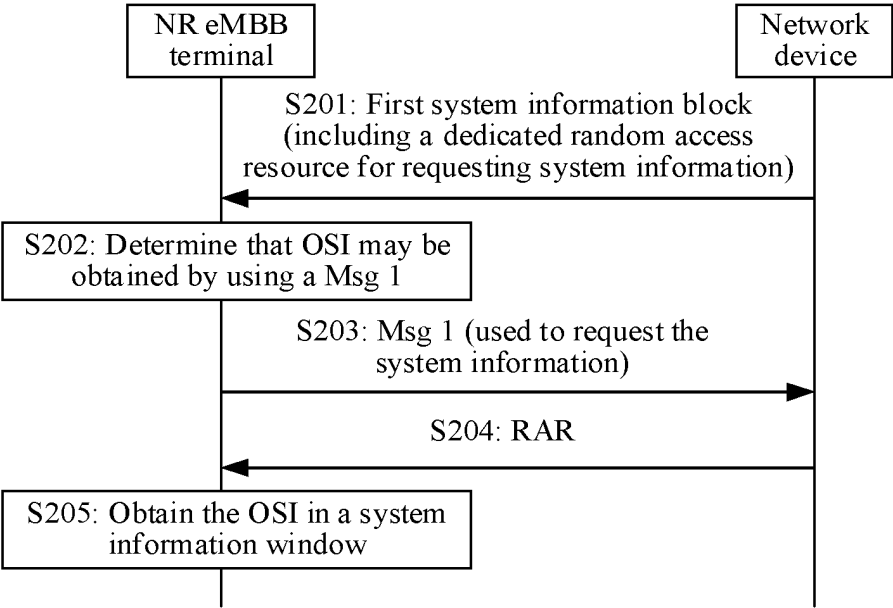 NR eMBB
terminal
Network
device
S201: First system information block
(including a dedicated random access
resource for requesting system information)
S202: Determine that OSI may be
obtained by using a Msg 1
S203: Msg 1 (used to request the
system information)
S204: RAR
S205: Obtain the OSI in a system
information window